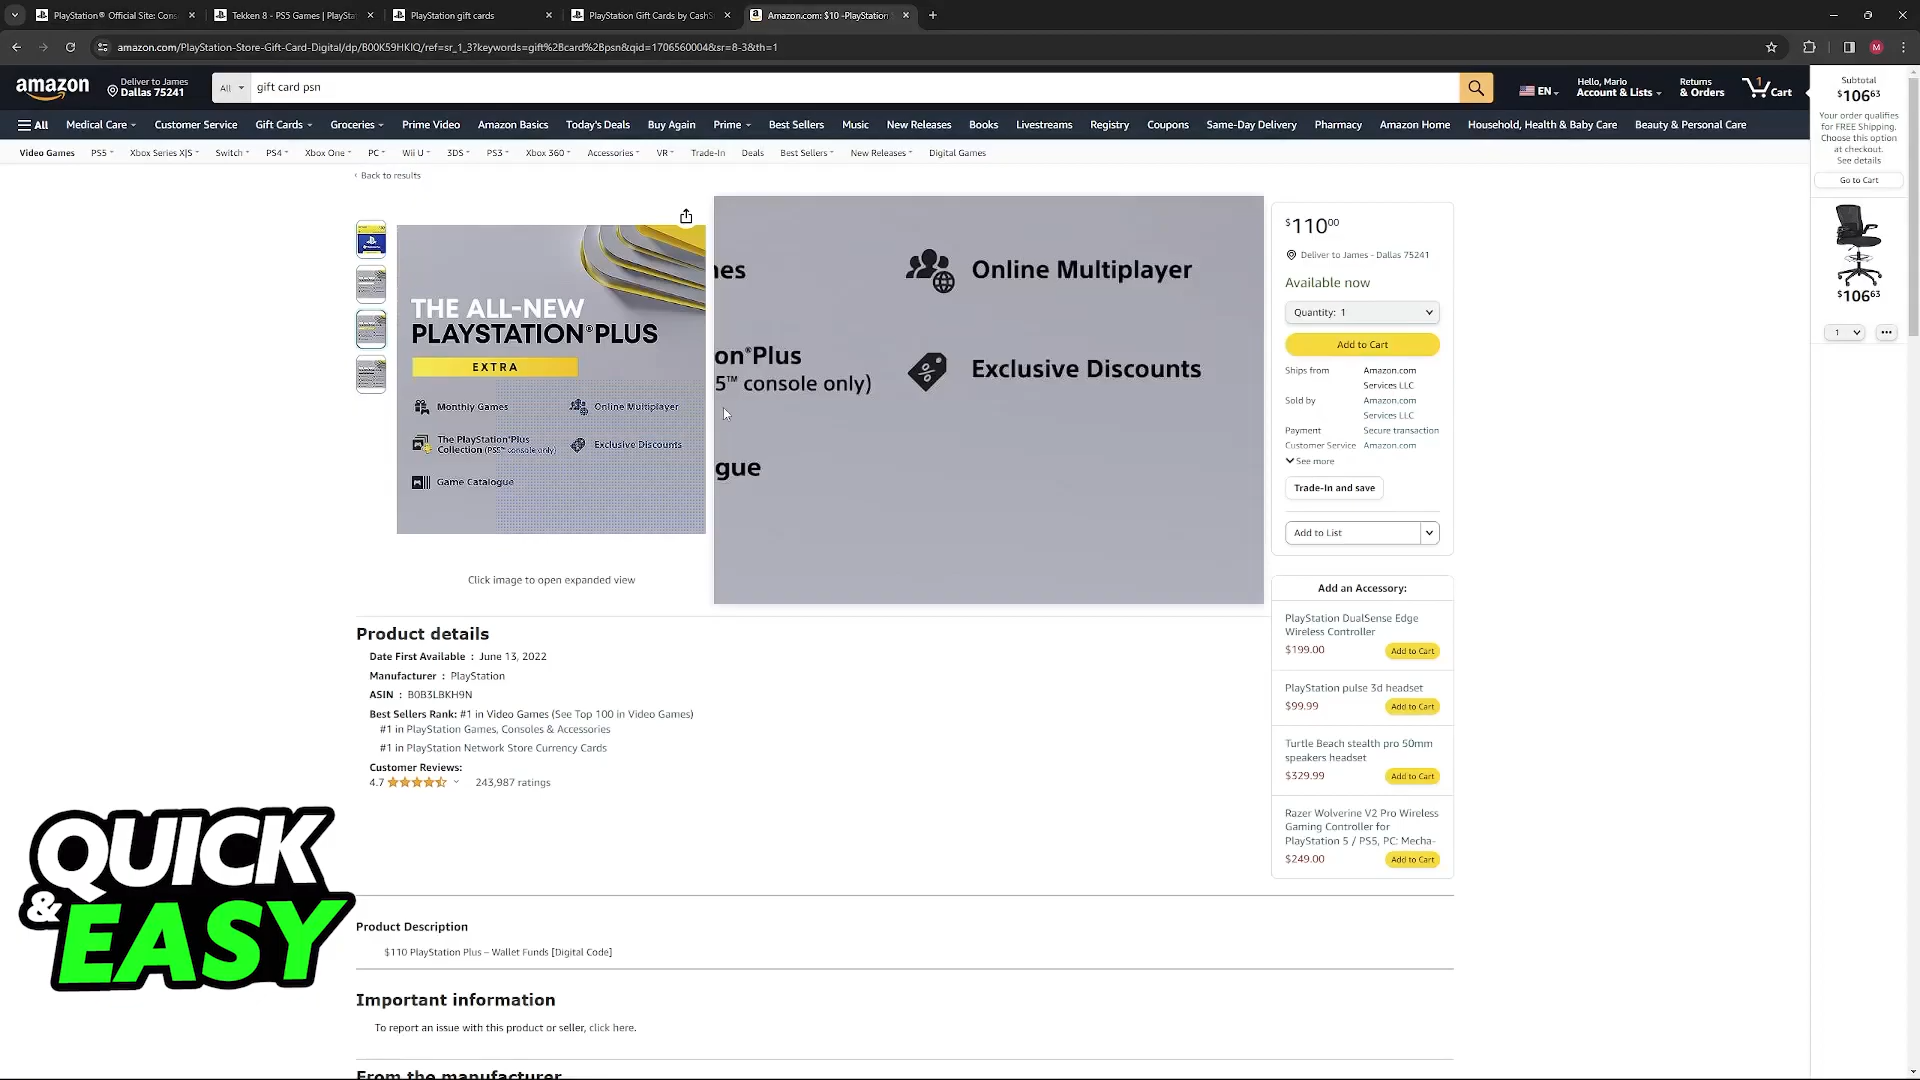 PlayStation® Official Site: Cons
Tekken 8 - PS5 Games | PlaySta
PlayStation gift cards
PlayStation Gift Cards by CashS
Amazon.com: $10 -PlayStation
amazon.com/PlayStation-Store-Gift-Card-Digital/dp/B00K59HKIQ/ref=sr_1_3?keywords=gift%2Bcard%2Bpsn&qid=1706560004&sr=8-3&th=1
M
amazon
Deliver to James
Dallas 75241
All
gift card psn
EN
Hello, Mario
Account & Lists
Returns
& Orders
1
Cart
All
Medical Care
Customer Service
Gift Cards
Groceries
Prime Video
Amazon Basics
Today's Deals
Buy Again
Prime
Best Sellers
Music
New Releases
Books
Livestreams
Registry
Coupons
Same-Day Delivery
Pharmacy
Amazon Home
Household, Health & Baby Care
Beauty & Personal Care
Video Games
PS5
Xbox Series X|S
Switch
PS4
Xbox One
PC
Wii U
3DS
PS3
Xbox 360
Accessories
VR
Trade-In
Deals
Best Sellers
New Releases
Digital Games
Subtotal
$106.63
Your order qualifies
for FREE Shipping.
Choose this option
at checkout.
See details
Go to Cart
$106.63
1
‹ Back to results
THE ALL-NEW
PLAYSTATION®PLUS
EXTRA
Monthly Games
Online Multiplayer
The PlayStation®Plus
Collection (PS5™ console only)
Exclusive Discounts
Game Catalogue
Click image to open expanded view
nes
Online Multiplayer
on®Plus
5™ console only)
Exclusive Discounts
gue
$110.00
Deliver to James - Dallas 75241
Available now
Quantity: 1
Add to Cart
Ships from Amazon.com
Services LLC
Sold by Amazon.com
Services LLC
Payment Secure transaction
Customer Service Amazon.com
See more
Trade-In and save
Add to List
Add an Accessory:
PlayStation DualSense Edge
Wireless Controller
$199.00
Add to Cart
PlayStation pulse 3d headset
$99.99
Add to Cart
Turtle Beach stealth pro 50mm
speakers headset
$329.99
Add to Cart
Razer Wolverine V2 Pro Wireless
Gaming Controller for
PlayStation 5 / PS5, PC: Mecha-
$249.00
Add to Cart
Product details
Date First Available : June 13, 2022
Manufacturer : PlayStation
ASIN : B0B3LBKH9N
Best Sellers Rank: #1 in Video Games (See Top 100 in Video Games)
#1 in PlayStation Games, Consoles & Accessories
#1 in PlayStation Network Store Currency Cards
Customer Reviews:
4.7
243,987 ratings
QUICK
& EASY
Product Description
$110 PlayStation Plus – Wallet Funds [Digital Code]
Important information
To report an issue with this product or seller, click here.
From the manufacturer